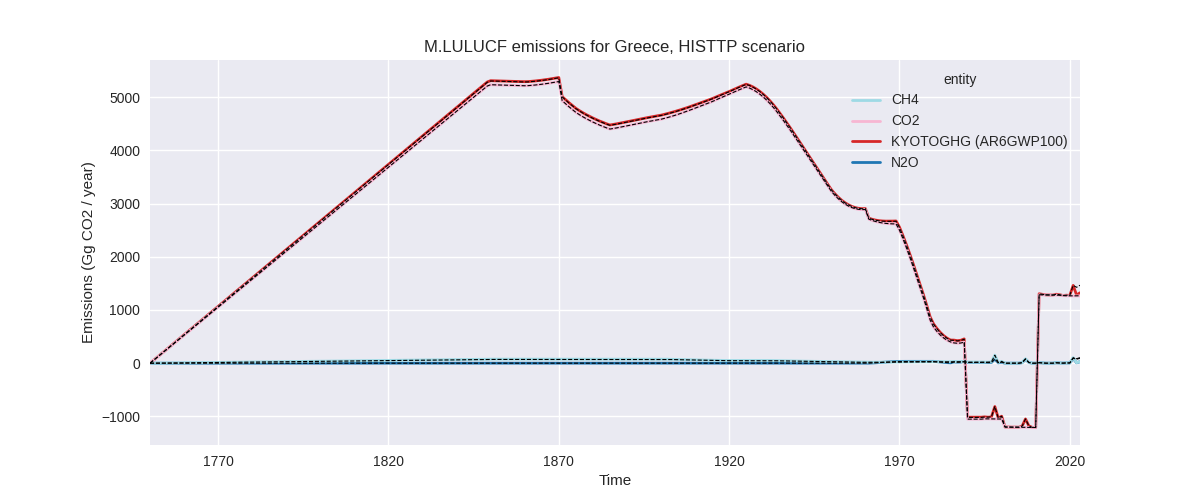 M.LULUCF emissions for Greece, HISTTP scenario
Emissions (Gg CO2 / year)
5000
4000
3000
2000
1000
0
−1000
entity
CH4
CO2
KYOTOGHG (AR6GWP100)
N2O
1770 1820 1870 1920 1970 2020
Time